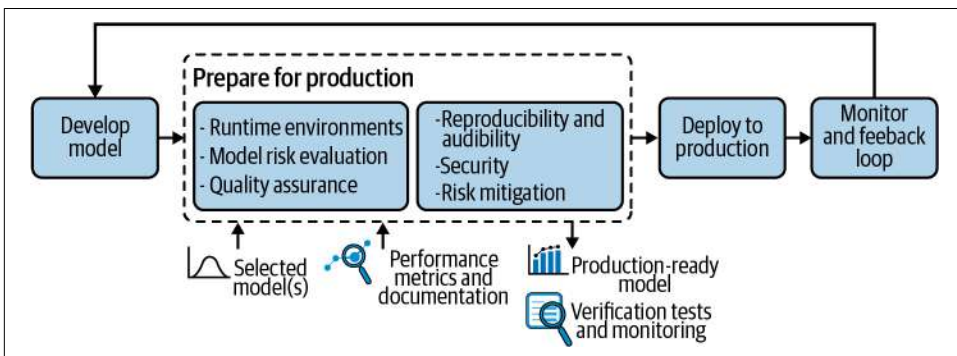 Prepare for production
Develop
model
- Runtime environments
- Model risk evaluation
- Quality assurance
-Reproducibility and
audibility
-Security
-Risk mitigation
Deploy to
production
Monitor
and feeback
loop
Selected
model(s)
Performance
metrics and
documentation
Production-ready
model
Verification tests
and monitoring